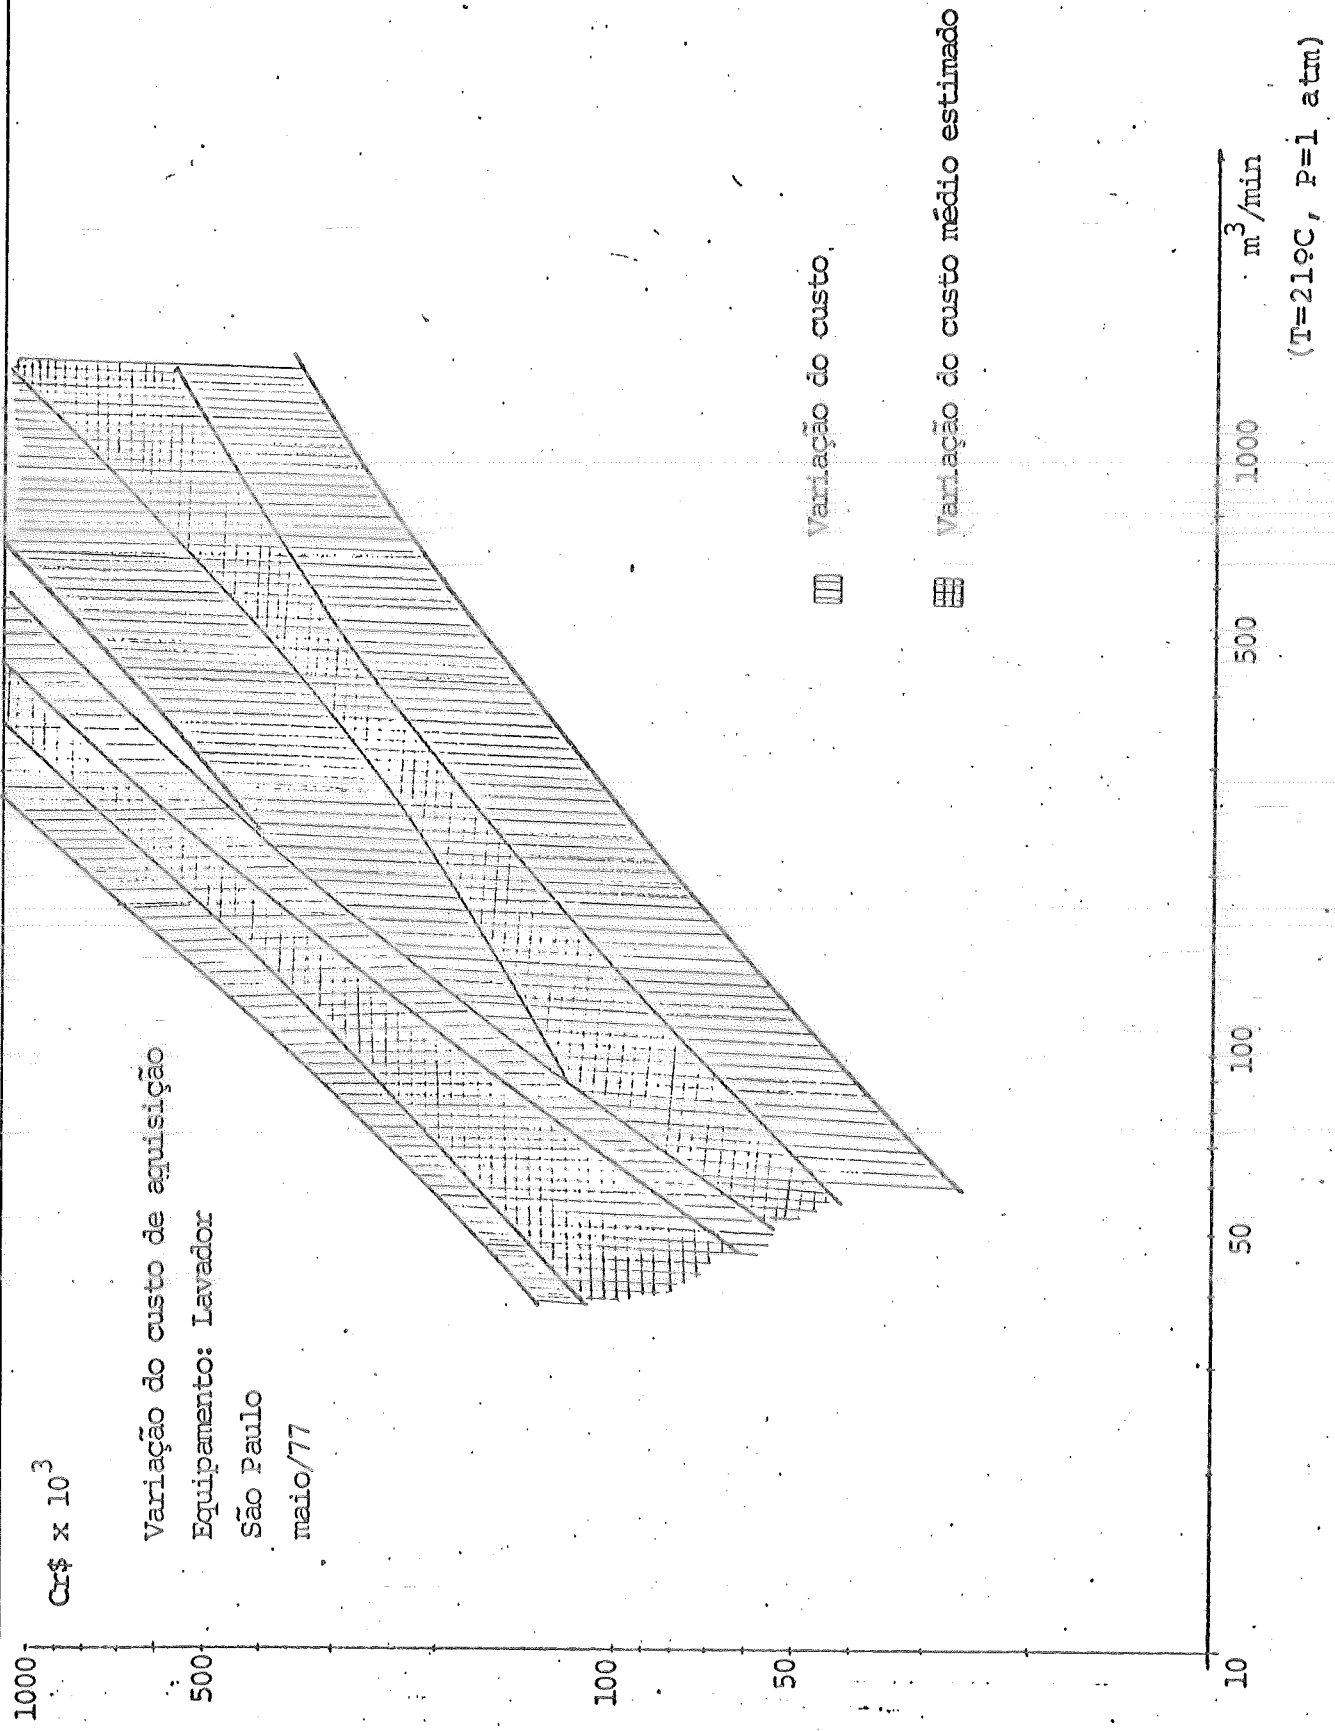 Cr$ x 10³
Variação do custo de aquisição
Equipamento: Lavador
São Paulo
maio/77
1000
500
100
50
10
50
100
500
1000
m³/min
(T=21ºC, P=1 atm)
Variação do custo
Variação do custo médio estimado